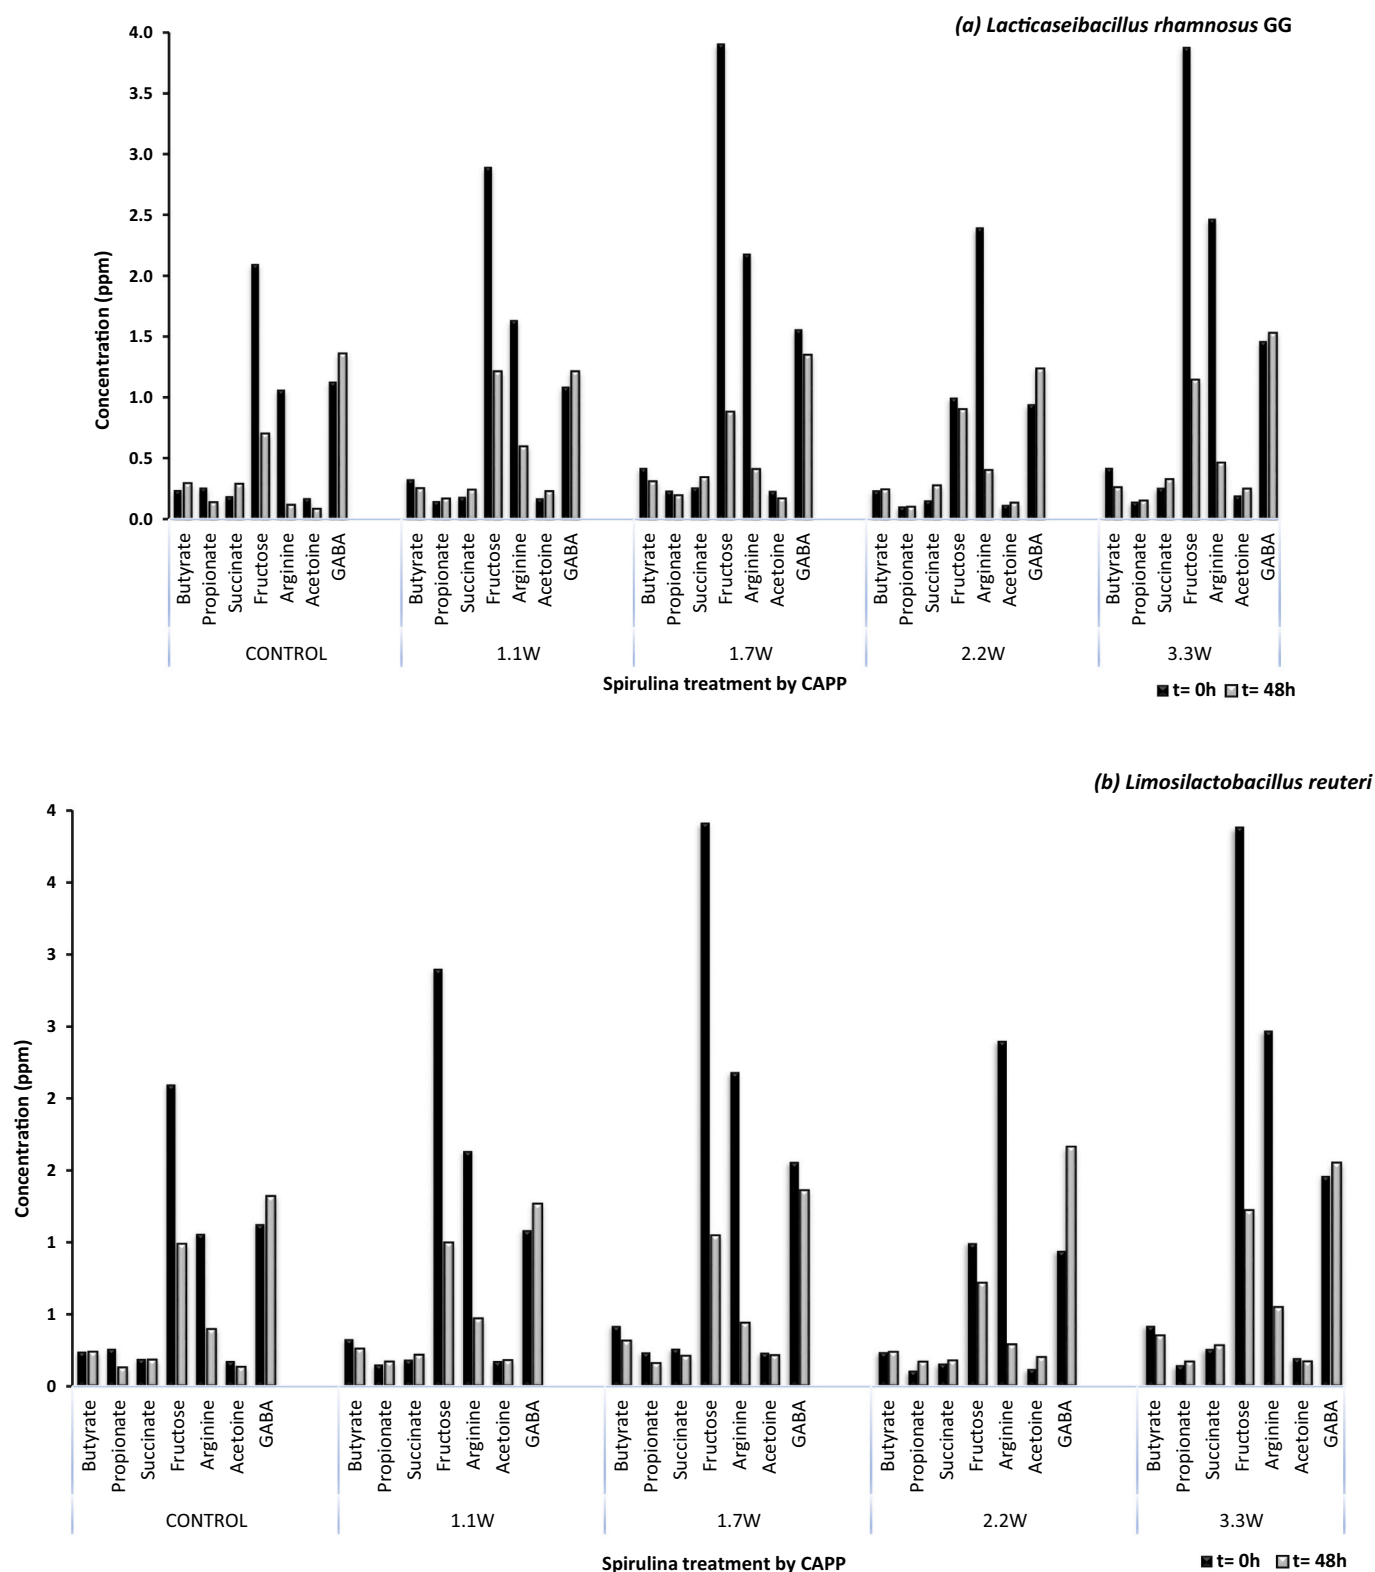 (a) Lacticaseibacillus rhamnosus GG
4.0
3.5
3.0
2.5
2.0
1.5
1.0
0.5
0.0
Concentration (ppm)
Butyrate
Propionate
Succinate
Fructose
Arginine
Acetoine
GABA
Butyrate
Propionate
Succinate
Fructose
Arginine
Acetoine
GABA
Butyrate
Propionate
Succinate
Fructose
Arginine
Acetoine
GABA
Butyrate
Propionate
Succinate
Fructose
Arginine
Acetoine
GABA
Butyrate
Propionate
Succinate
Fructose
Arginine
Acetoine
GABA
CONTROL 1.1W 1.7W 2.2W 3.3W
Spirulina treatment by CAPP
t= 0h t= 48h
(b) Limosilactobacillus reuteri
4
4
3
3
2
2
1
1
0
Concentration (ppm)
Butyrate
Propionate
Succinate
Fructose
Arginine
Acetoine
GABA
Butyrate
Propionate
Succinate
Fructose
Arginine
Acetoine
GABA
Butyrate
Propionate
Succinate
Fructose
Arginine
Acetoine
GABA
Butyrate
Propionate
Succinate
Fructose
Arginine
Acetoine
GABA
Butyrate
Propionate
Succinate
Fructose
Arginine
Acetoine
GABA
CONTROL 1.1W 1.7W 2.2W 3.3W
Spirulina treatment by CAPP
t= 0h t= 48h